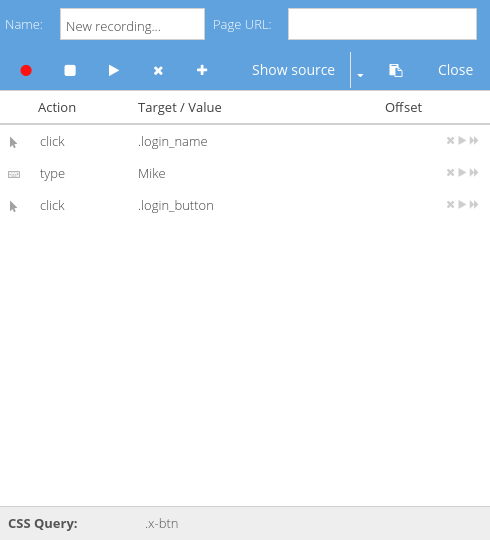 Name: New recording... Page URL:
Show source Close
Action Target / Value Offset
click .login_name
type Mike
click .login_button
CSS Query: .x-btn